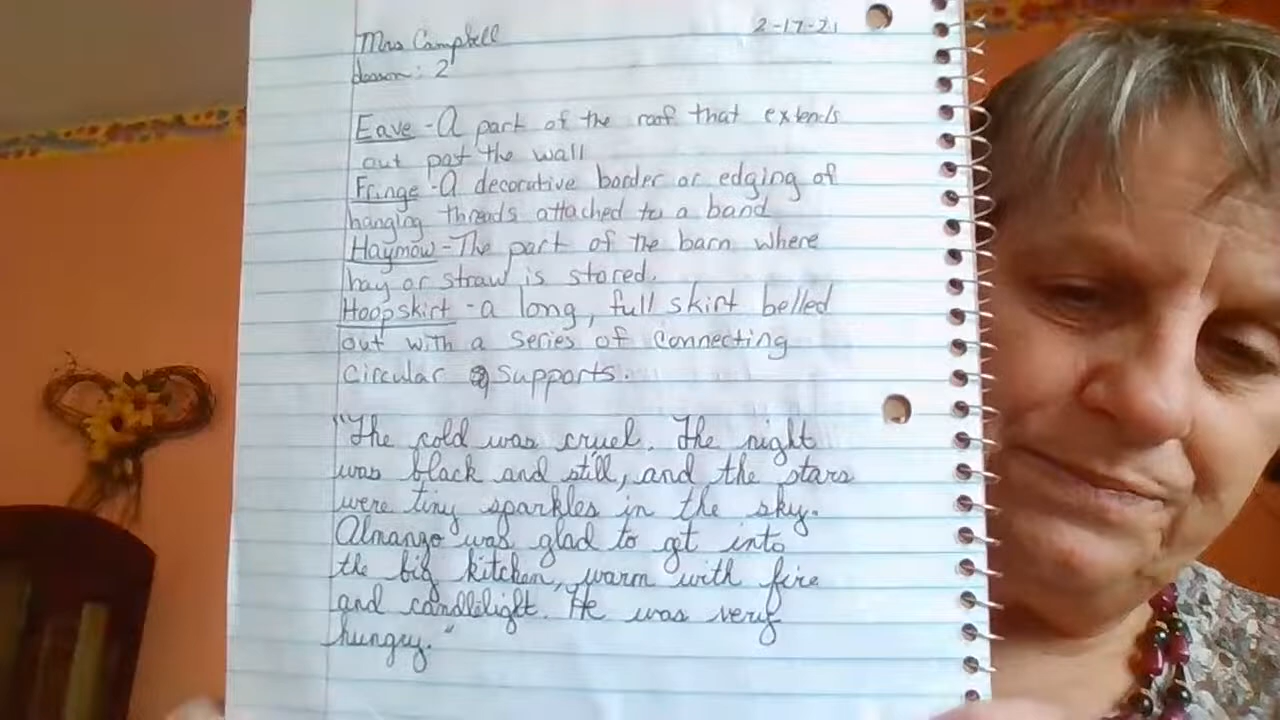 Mrs Campbell 2-17-21
lesson: 2
Eave - A part of the roof that extends
out past the wall
Fringe - A decorative border or edging of
hanging threads attached to a band
Haymow - The part of the barn where
hay or straw is stored.
Hoopskirt - a long, full skirt belled
out with a series of connecting
circular supports.
"The cold was cruel. The night
was black and still, and the stars
were tiny sparkles in the sky.
Almanzo was glad to get into
the big kitchen, warm with fire
and candlelight. He was very
hungry."